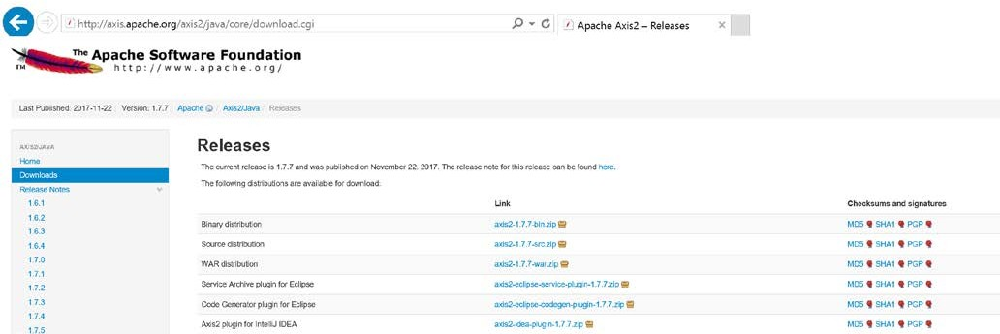 http://axis.apache.org/axis2/java/core/download.cgi
Apache Axis2 – Releases
The Apache Software Foundation
http://www.apache.org/
TM
Last Published: 2017-11-22 | Version: 1.7.7 | Apache / Axis2/Java / Releases
AXIS2/JAVA
Home
Downloads
Release Notes
1.6.1
1.6.2
1.6.3
1.6.4
1.7.0
1.7.1
1.7.2
1.7.3
1.7.4
1.7.5
Releases
The current release is 1.7.7 and was published on November 22, 2017. The release note for this release can be found here.
The following distributions are available for download:
Link Checksums and signatures
Binary distribution axis2-1.7.7-bin.zip MD5 SHA1 PGP
Source distribution axis2-1.7.7-src.zip MD5 SHA1 PGP
WAR distribution axis2-1.7.7-war.zip MD5 SHA1 PGP
Service Archive plugin for Eclipse axis2-eclipse-service-plugin-1.7.7.zip MD5 SHA1 PGP
Code Generator plugin for Eclipse axis2-eclipse-codegen-plugin-1.7.7.zip MD5 SHA1 PGP
Axis2 plugin for IntelliJ IDEA axis2-idea-plugin-1.7.7.zip MD5 SHA1 PGP